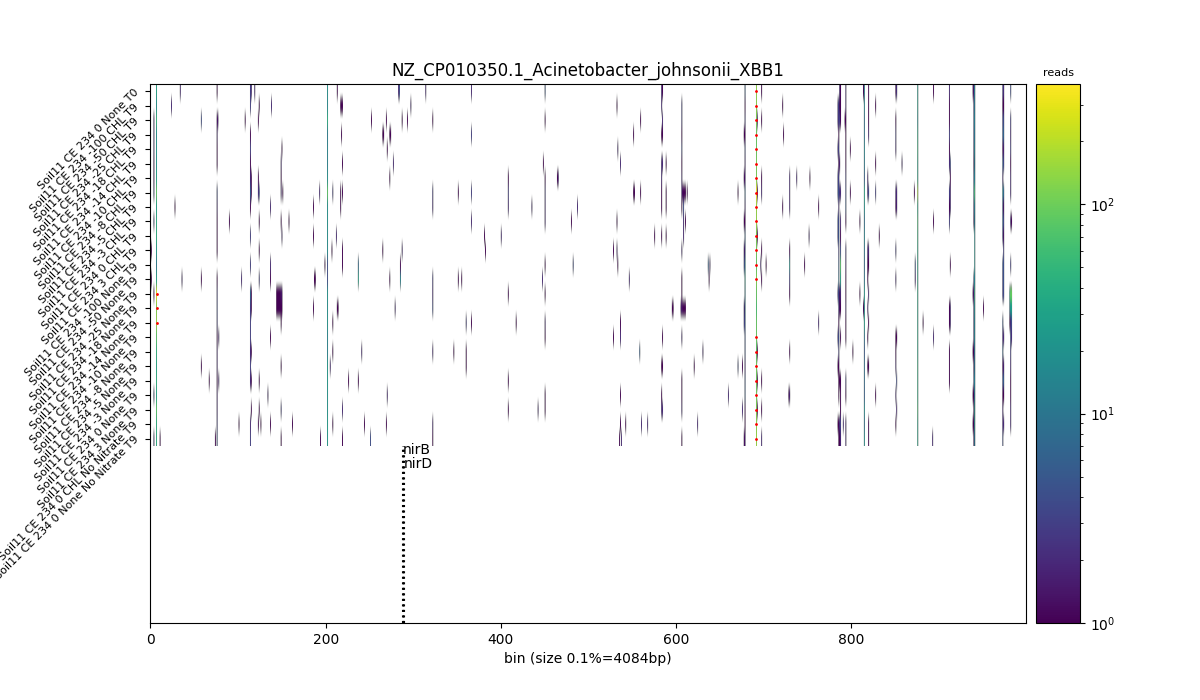 NZ_CP010350.1_Acinetobacter_johnsonii_XBB1
reads
Soil11 CE 234 0 None T0
Soil11 CE 234 -100 CHL T9
Soil11 CE 234 -50 CHL T9
Soil11 CE 234 -25 CHL T9
Soil11 CE 234 -18 CHL T9
Soil11 CE 234 -14 CHL T9
Soil11 CE 234 -10 CHL T9
Soil11 CE 234 -8 CHL T9
Soil11 CE 234 -5 CHL T9
Soil11 CE 234 -3 CHL T9
Soil11 CE 234 0 CHL T9
Soil11 CE 234 3 CHL T9
Soil11 CE 234 -100 None T9
Soil11 CE 234 -50 None T9
Soil11 CE 234 -25 None T9
Soil11 CE 234 -18 None T9
Soil11 CE 234 -14 None T9
Soil11 CE 234 -10 None T9
Soil11 CE 234 -8 None T9
Soil11 CE 234 -5 None T9
Soil11 CE 234 -3 None T9
Soil11 CE 234 0 None T9
Soil11 CE 234 3 None T9
Soil11 CE 234 0 CHL No Nitrate T9
Soil11 CE 234 0 None No Nitrate T9
nirB
nirD
10²
10¹
10⁰
0 200 400 600 800
bin (size 0.1%=4084bp)